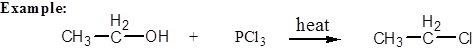 Example:
CH₃—C—OH + PCl₃ heat CH₃—C—Cl
H₂ H₂